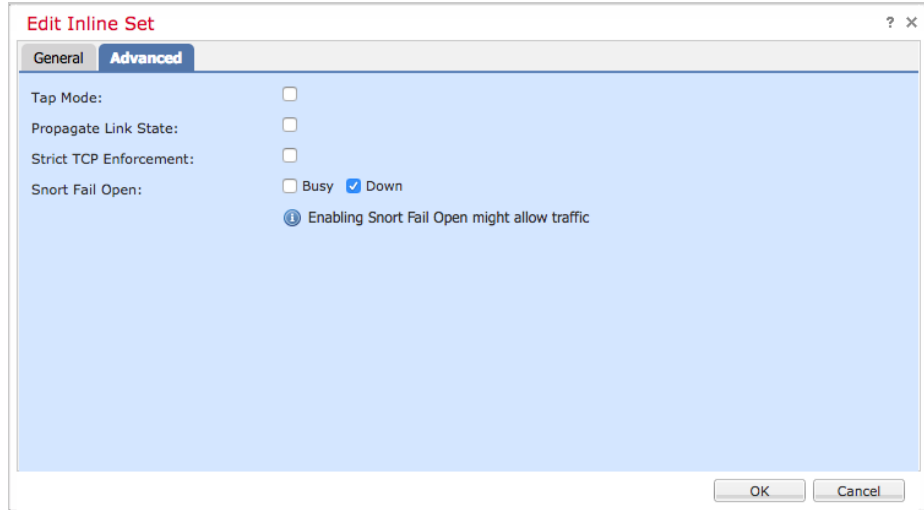 Edit Inline Set
? ×
General Advanced
Tap Mode:
Propagate Link State:
Strict TCP Enforcement:
Snort Fail Open: Busy Down
Enabling Snort Fail Open might allow traffic
OK Cancel